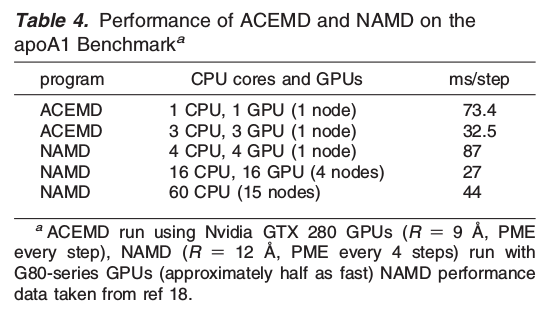 Table 4. Performance of ACEMD and NAMD on the
apoA1 Benchmarkᵃ
program CPU cores and GPUs ms/step
ACEMD 1 CPU, 1 GPU (1 node) 73.4
ACEMD 3 CPU, 3 GPU (1 node) 32.5
NAMD 4 CPU, 4 GPU (1 node) 87
NAMD 16 CPU, 16 GPU (4 nodes) 27
NAMD 60 CPU (15 nodes) 44
ᵃ ACEMD run using Nvidia GTX 280 GPUs (R = 9 Å, PME
every step), NAMD (R = 12 Å, PME every 4 steps) run with
G80-series GPUs (approximately half as fast) NAMD performance
data taken from ref 18.